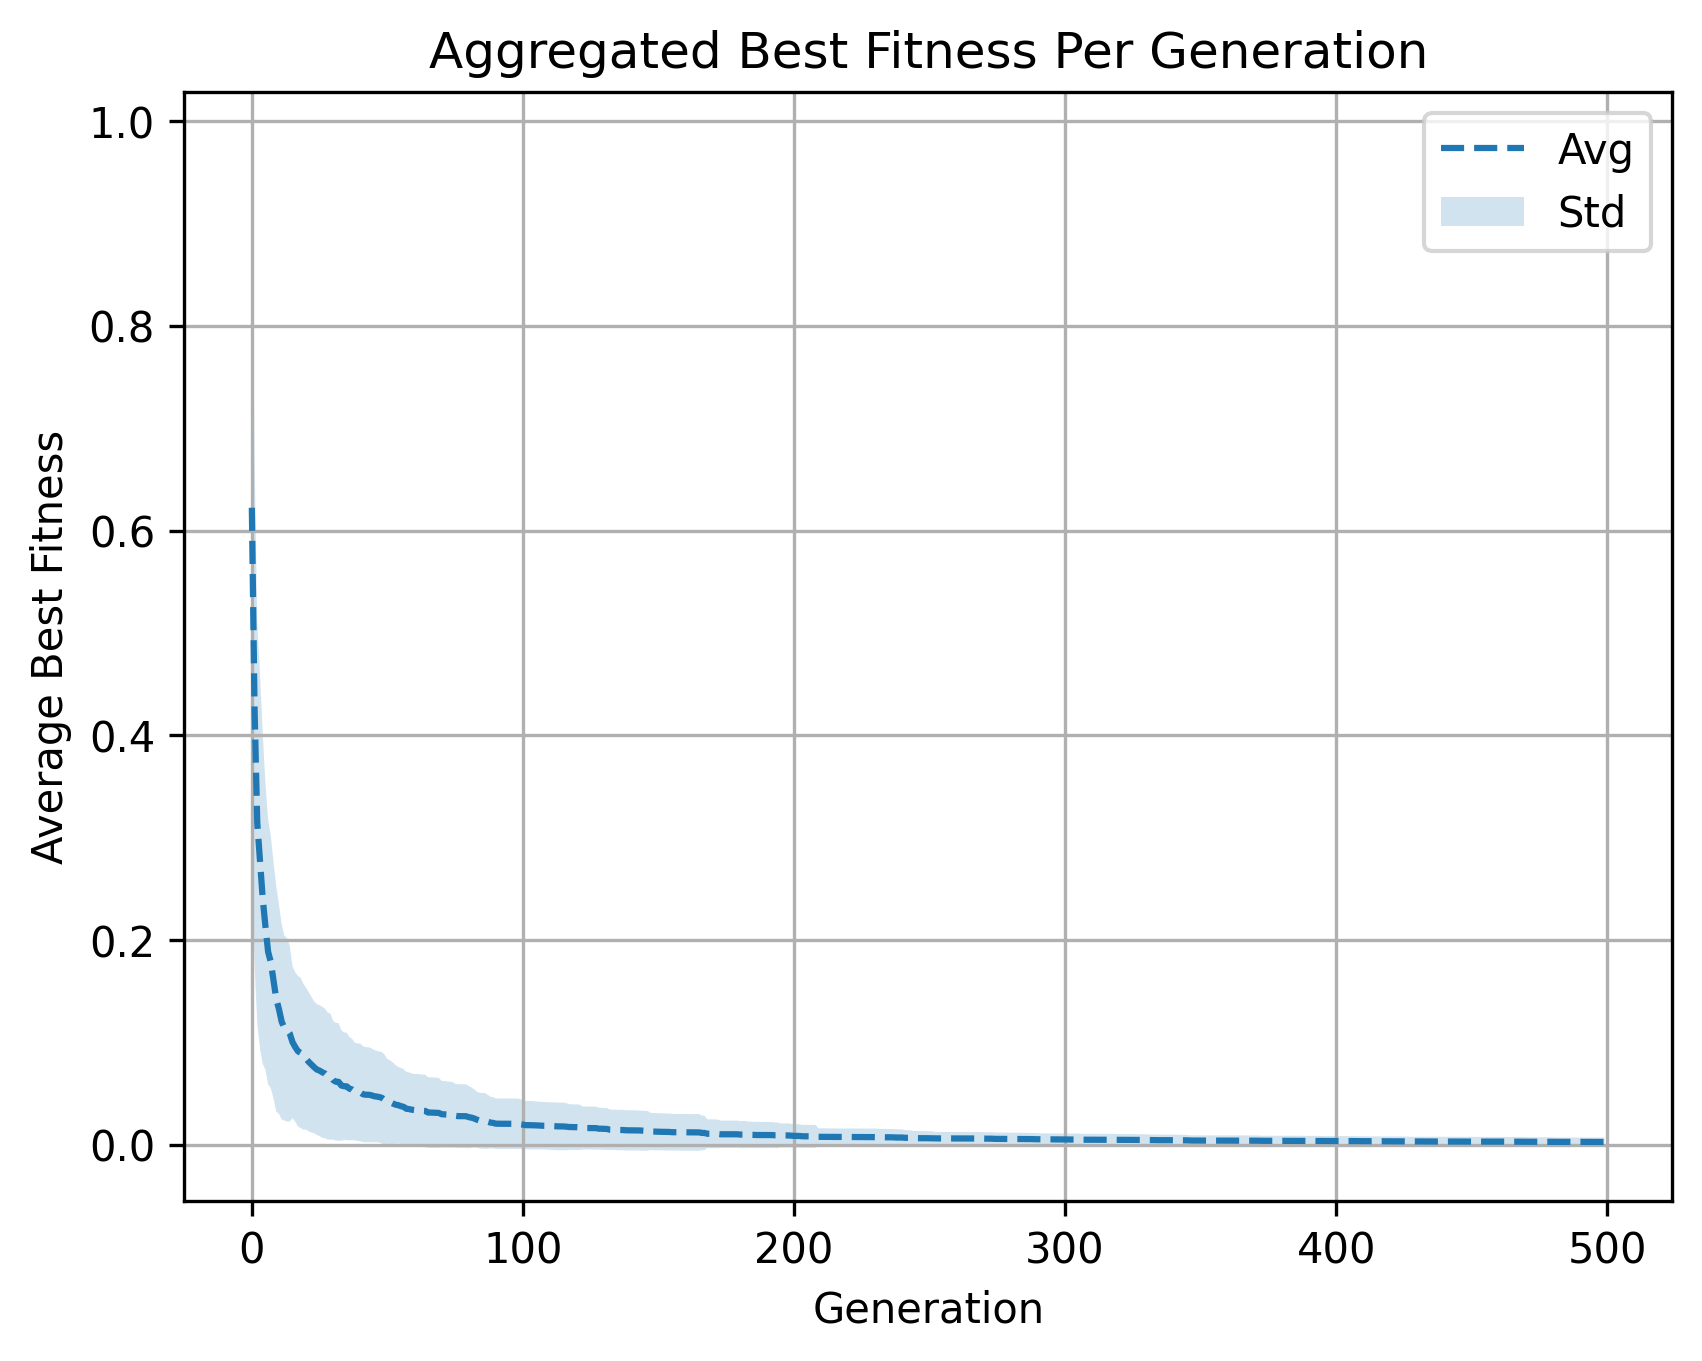 Aggregated Best Fitness Per Generation
Avg
Std
Average Best Fitness
1.0
0.8
0.6
0.4
0.2
0.0
0 100 200 300 400 500
Generation